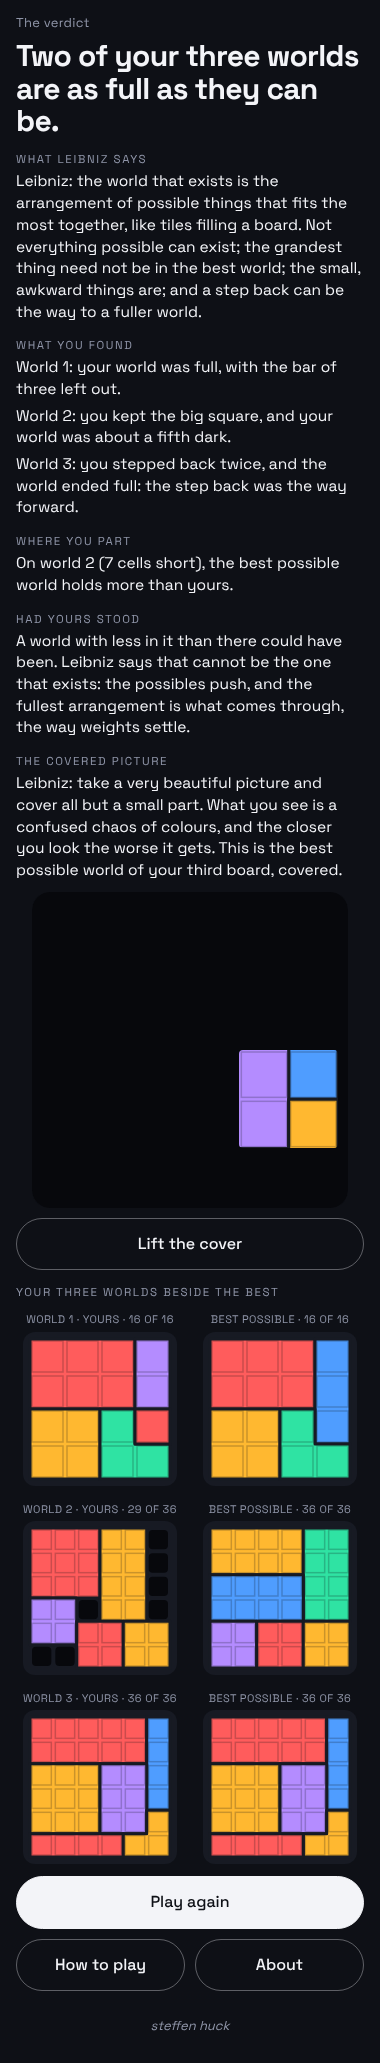 The verdict
Two of your three worlds
are as full as they can
be.
WHAT LEIBNIZ SAYS
Leibniz: the world that exists is the
arrangement of possible things that fits the
most together, like tiles filling a board. Not
everything possible can exist; the grandest
thing need not be in the best world; the small,
awkward things are; and a step back can be
the way to a fuller world.
WHAT YOU FOUND
World 1: your world was full, with the bar of
three left out.
World 2: you kept the big square, and your
world was about a fifth dark.
World 3: you stepped back twice, and the
world ended full: the step back was the way
forward.
WHERE YOU PART
On world 2 (7 cells short), the best possible
world holds more than yours.
HAD YOURS STOOD
A world with less in it than there could have
been. Leibniz says that cannot be the one
that exists: the possibles push, and the
fullest arrangement is what comes through,
the way weights settle.
THE COVERED PICTURE
Leibniz: take a very beautiful picture and
cover all but a small part. What you see is a
confused chaos of colours, and the closer
you look the worse it gets. This is the best
possible world of your third board, covered.
Lift the cover
YOUR THREE WORLDS BESIDE THE BEST
WORLD 1 · YOURS · 16 OF 16
BEST POSSIBLE · 16 OF 16
WORLD 2 · YOURS · 29 OF 36
BEST POSSIBLE · 36 OF 36
WORLD 3 · YOURS · 36 OF 36
BEST POSSIBLE · 36 OF 36
Play again
How to play
About
steffen huck